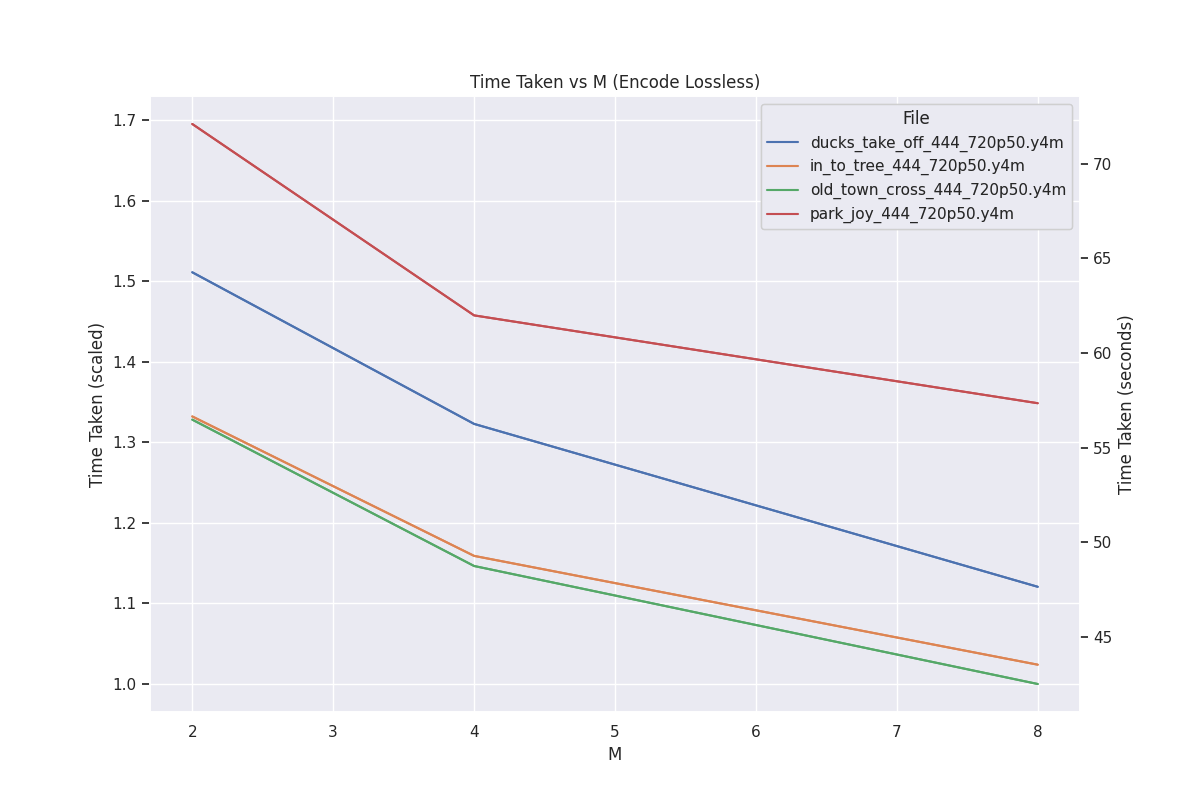 Time Taken vs M (Encode Lossless)
File
ducks_take_off_444_720p50.y4m
in_to_tree_444_720p50.y4m
old_town_cross_444_720p50.y4m
park_joy_444_720p50.y4m
Time Taken (scaled)
1.7
1.6
1.5
1.4
1.3
1.2
1.1
1.0
70
65
60
55
50
45
Time Taken (seconds)
2 3 4 5 6 7 8
M